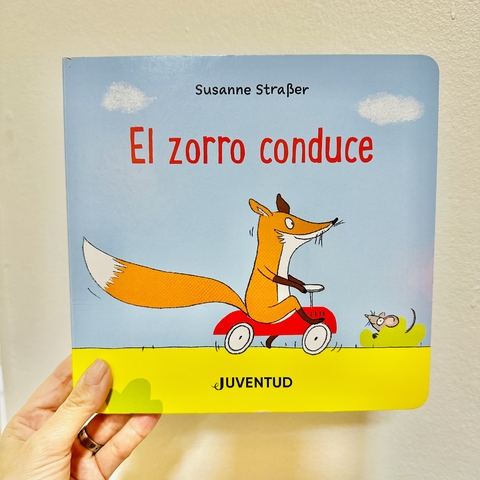 Susanne Straßer
El zorro conduce
JUVENTUD